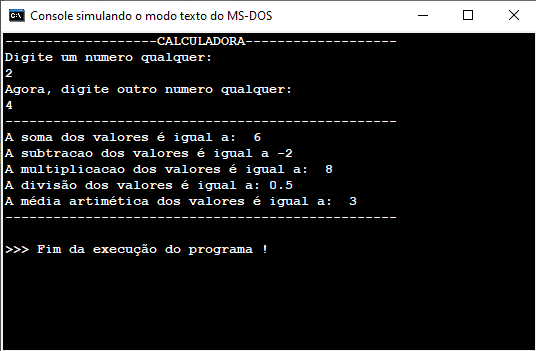 Console simulando o modo texto do MS-DOS
-------------------CALCULADORA-------------------
Digite um numero qualquer:
2
Agora, digite outro numero qualquer:
4
-------------------------------------------------
A soma dos valores é igual a:  6
A subtracao dos valores é igual a -2
A multiplicacao dos valores é igual a:  8
A divisão dos valores é igual a: 0.5
A média artimética dos valores é igual a:  3
-------------------------------------------------
>>> Fim da execução do programa !